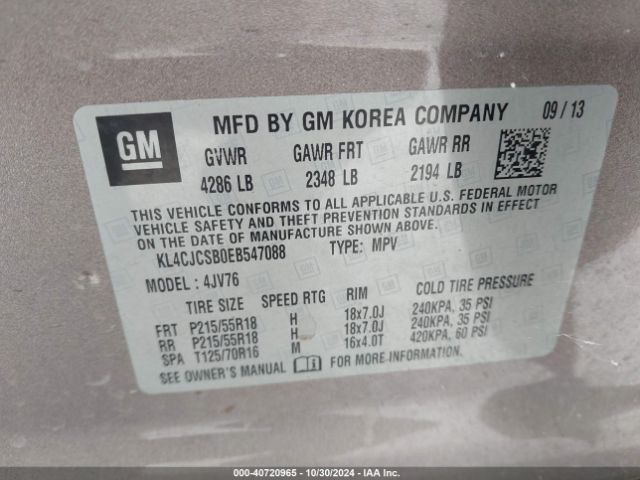 GM
MFD BY GM KOREA COMPANY 09 / 13
GVWR GAWR FRT GAWR RR
4286 LB 2348 LB 2194 LB
THIS VEHICLE CONFORMS TO ALL APPLICABLE U.S. FEDERAL MOTOR
VEHICLE SAFETY AND THEFT PREVENTION STANDARDS IN EFFECT
ON THE DATE OF MANUFACTURE SHOWN ABOVE.
KL4CJCSB0EB547088 TYPE: MPV
MODEL : 4JV76
TIRE SIZE SPEED RTG RIM COLD TIRE PRESSURE
FRT P215/55R18 H 18x7.0J 240KPA, 35 PSI
RR P215/55R18 H 18x7.0J 240KPA, 35 PSI
SPA T125/70R16 M 16x4.0T 420KPA, 60 PSI
SEE OWNER'S MANUAL FOR MORE INFORMATION.
000-40720965 - 10/30/2024 - IAA Inc.